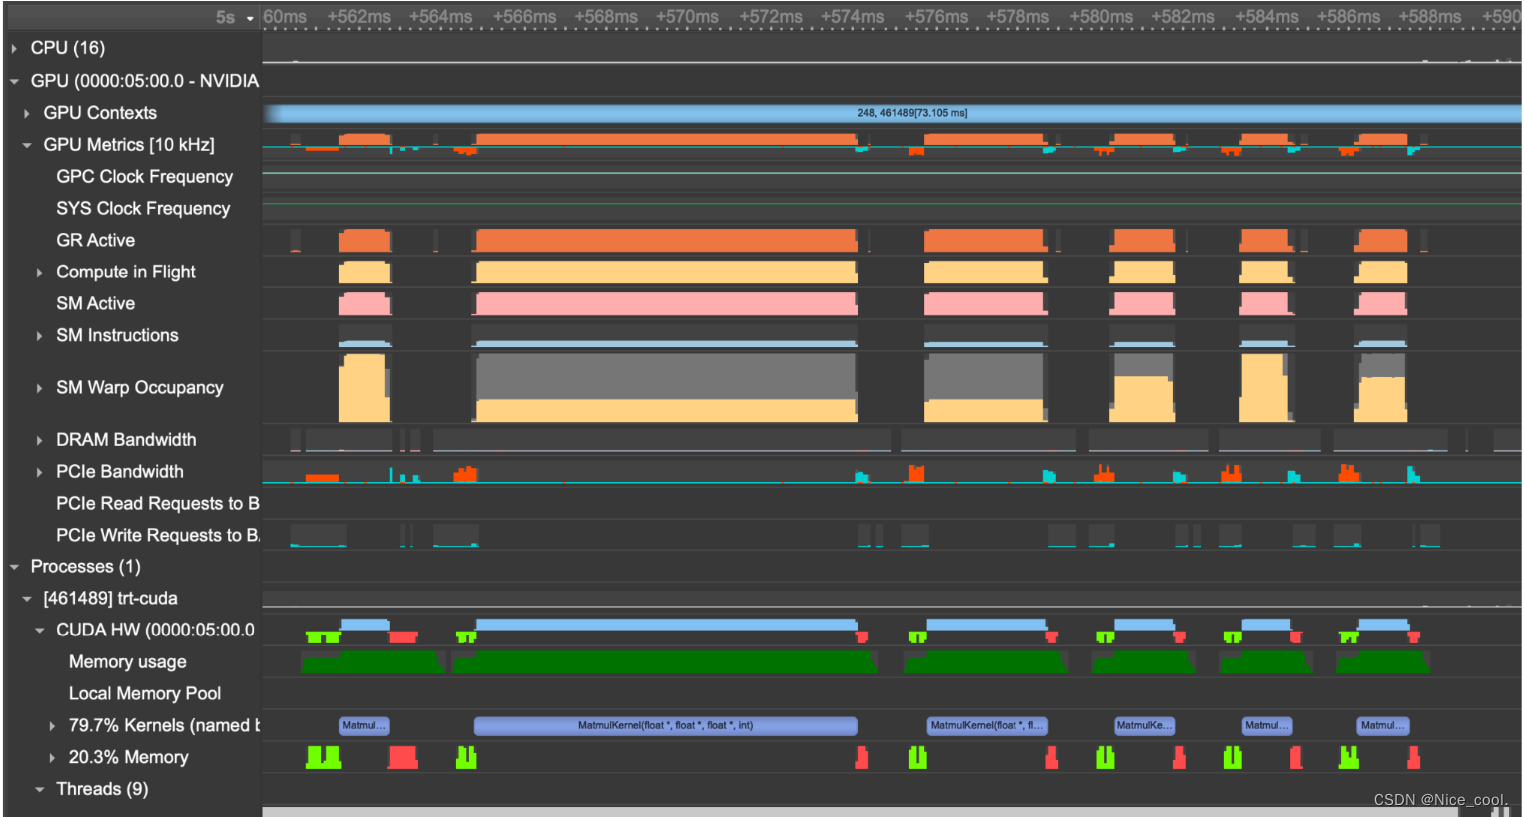 5s 60ms +562ms +564ms +566ms +568ms +570ms +572ms +574ms +576ms +578ms +580ms +582ms +584ms +586ms +588ms +590
CPU (16)
GPU (0000:05:00.0 - NVIDIA
GPU Contexts 248, 461489[73.105 ms]
GPU Metrics [10 kHz]
GPC Clock Frequency
SYS Clock Frequency
GR Active
Compute in Flight
SM Active
SM Instructions
SM Warp Occupancy
DRAM Bandwidth
PCIe Bandwidth
PCIe Read Requests to B
PCIe Write Requests to B
Processes (1)
[461489] trt-cuda
CUDA HW (0000:05:00.0
Memory usage
Local Memory Pool
79.7% Kernels (named b Matmul... MatmulKernel(float *, float *, float *, int) MatmulKernel(float *, fl... MatmulKe... Matmul... Matmul...
20.3% Memory
Threads (9)
CSDN @Nice_cool.